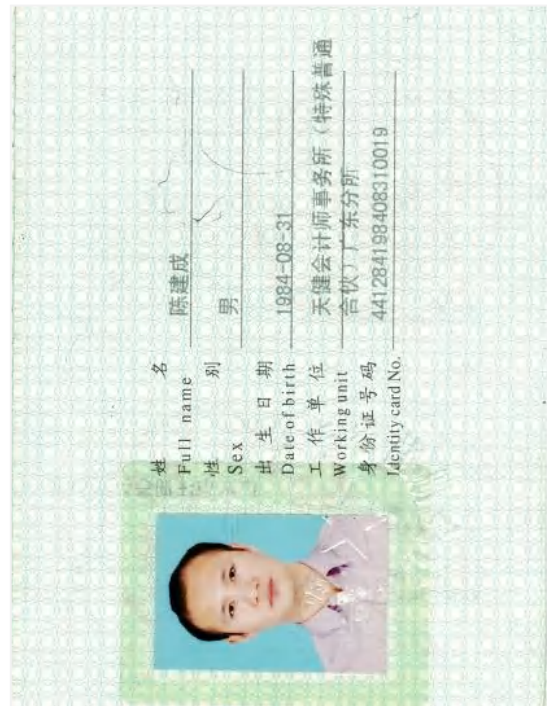 姓 名 陈建成
Full name
性 别 男
Sex
出 生 日 期 1984-08-31
Date of birth
工 作 单 位 天健会计师事务所（特殊普通
Working unit 合伙）广东分所
身 份 证 号 码 441284198408310019
Identity card No.